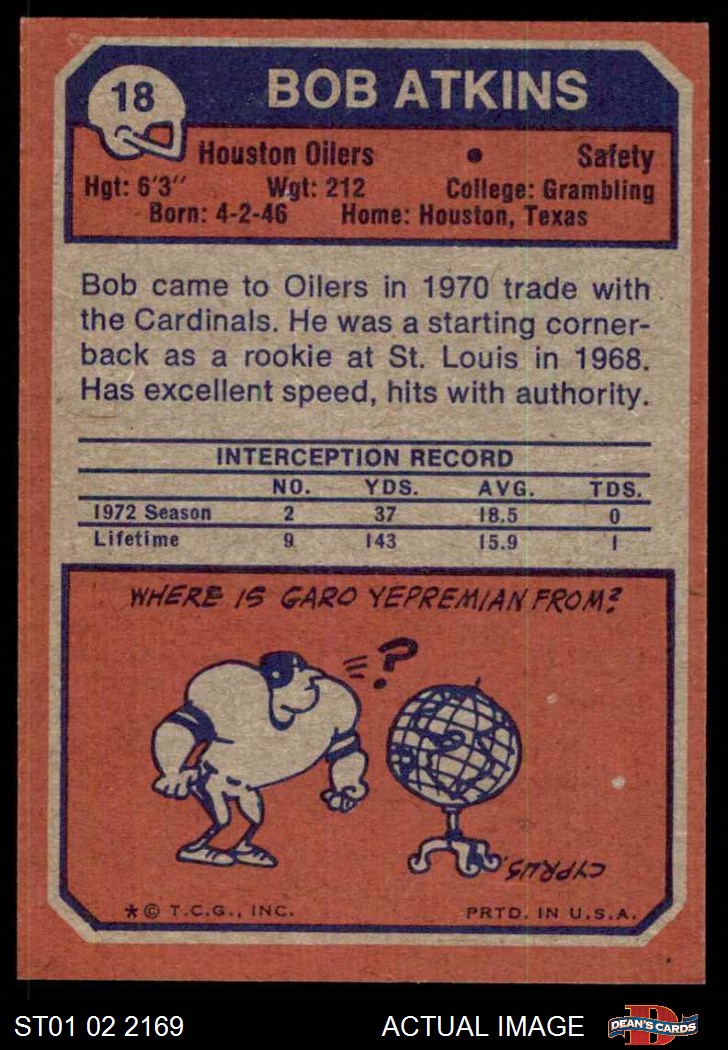 18
BOB ATKINS
Houston Oilers • Safety
Hgt: 6'3" Wgt: 212 College: Grambling
Born: 4-2-46 Home: Houston, Texas
Bob came to Oilers in 1970 trade with
the Cardinals. He was a starting corner-
back as a rookie at St. Louis in 1968.
Has excellent speed, hits with authority.
INTERCEPTION RECORD
NO. YDS. AVG. TDS.
1972 Season 2 37 18.5 0
Lifetime 9 143 15.9 1
WHERE IS GARO YEPREMIAN FROM?
?
CYPRUS.
* © T.C.G., INC. PRTD. IN U.S.A.
ST01 02 2169 ACTUAL IMAGE D DEAN'S CARDS